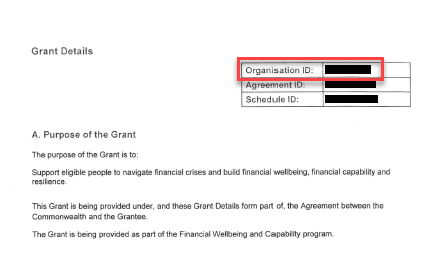 Grant Details
Organisation ID:
Agreement ID:
Schedule ID:
A. Purpose of the Grant
The purpose of the Grant is to:
Support eligible people to navigate financial crises and build financial wellbeing, financial capability and
resilience.
This Grant is being provided under, and these Grant Details form part of, the Agreement between the
Commonwealth and the Grantee.
The Grant is being provided as part of the Financial Wellbeing and Capability program.